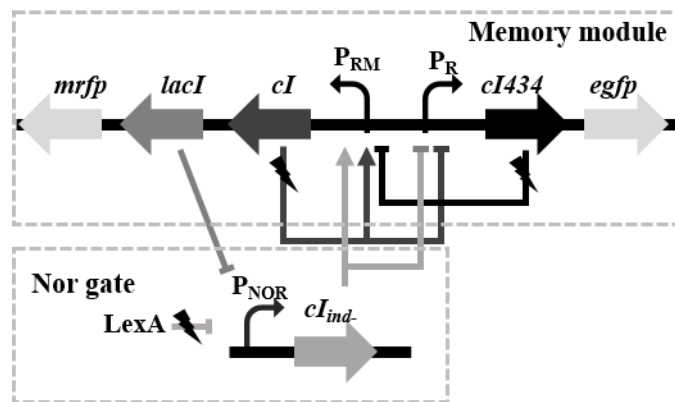 Memory module
mrfp lacI cI PRM PR cI434 egfp
Nor gate
PNOR cIind-
LexA